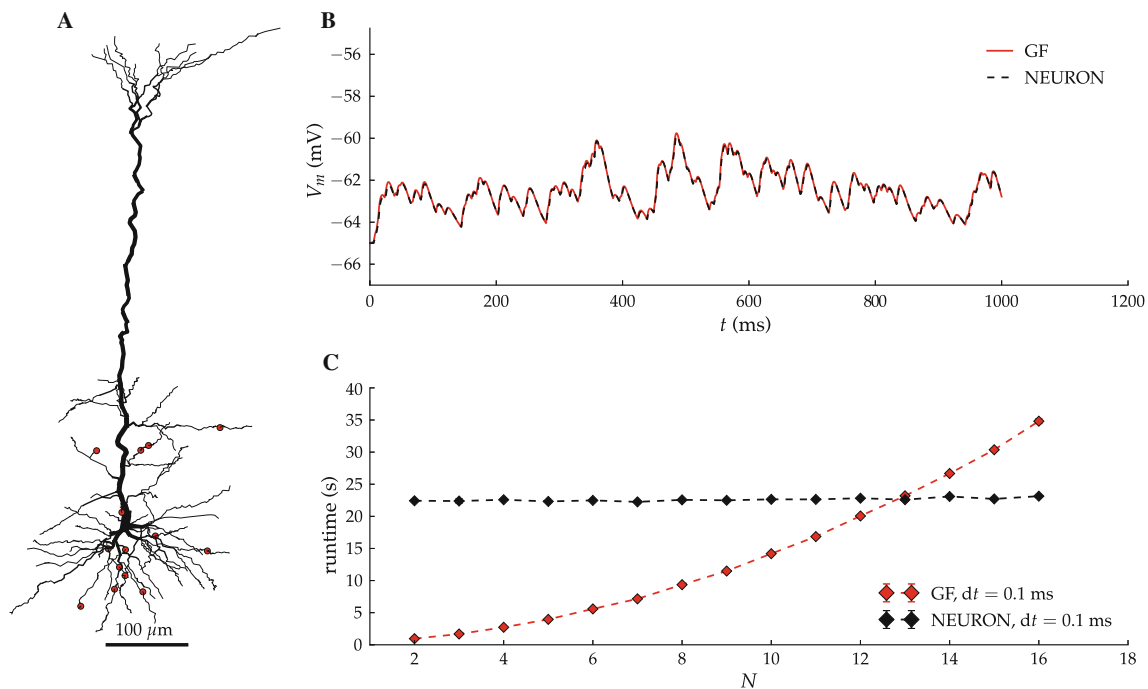 A
100 µm
B
−56
−58
−60
−62
−64
−66
Vm (mV)
0 200 400 600 800 1000 1200
t (ms)
GF
NEURON
C
40
35
30
25
20
15
10
5
0
runtime (s)
2 4 6 8 10 12 14 16 18
N
GF, dt = 0.1 ms
NEURON, dt = 0.1 ms